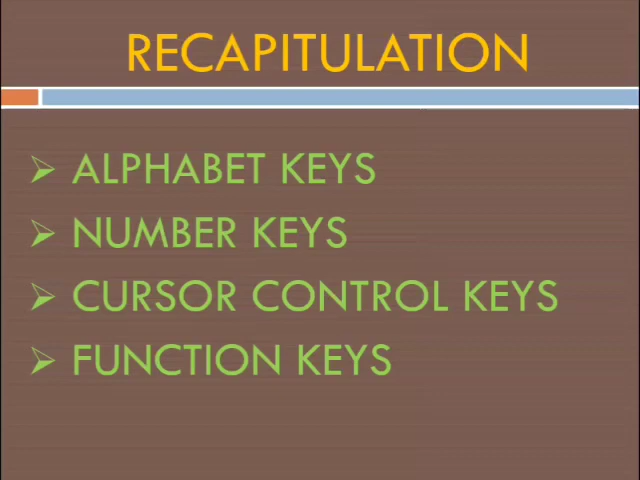 RECAPITULATION
➢ ALPHABET KEYS
➢ NUMBER KEYS
➢ CURSOR CONTROL KEYS
➢ FUNCTION KEYS